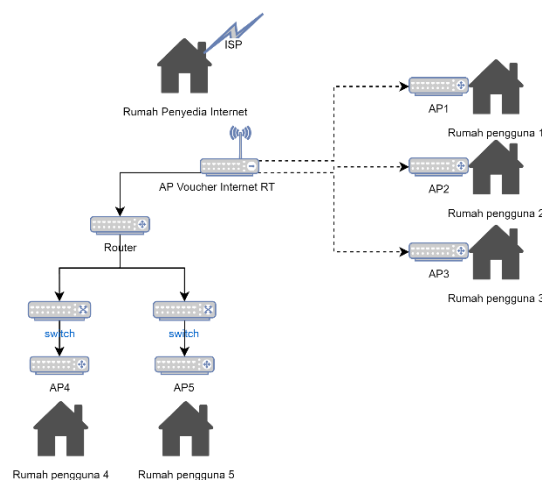 ISP
Rumah Penyedia Internet
AP1
Rumah pengguna 1
AP Voucher Internet RT
AP2
Rumah pengguna 2
Router
AP3
Rumah pengguna 3
switch
switch
AP4
AP5
Rumah pengguna 4
Rumah pengguna 5